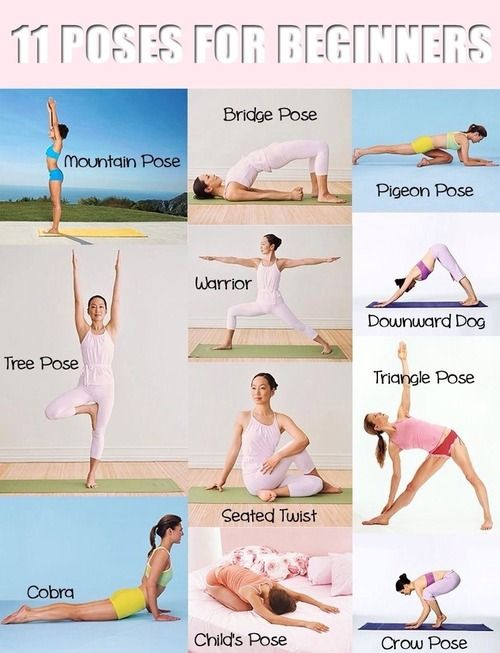 11 POSES FOR BEGINNERS
Mountain Pose
Bridge Pose
Pigeon Pose
Warrior
Downward Dog
Tree Pose
Triangle Pose
Seated Twist
Cobra
Child's Pose
Crow Pose